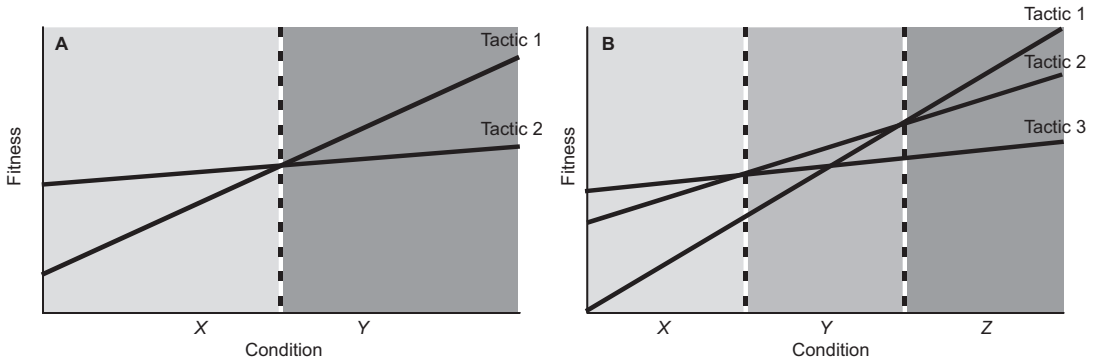 A
Tactic 1
Tactic 2
Fitness
X
Y
Condition
B
Tactic 1
Tactic 2
Tactic 3
Fitness
X
Y
Z
Condition